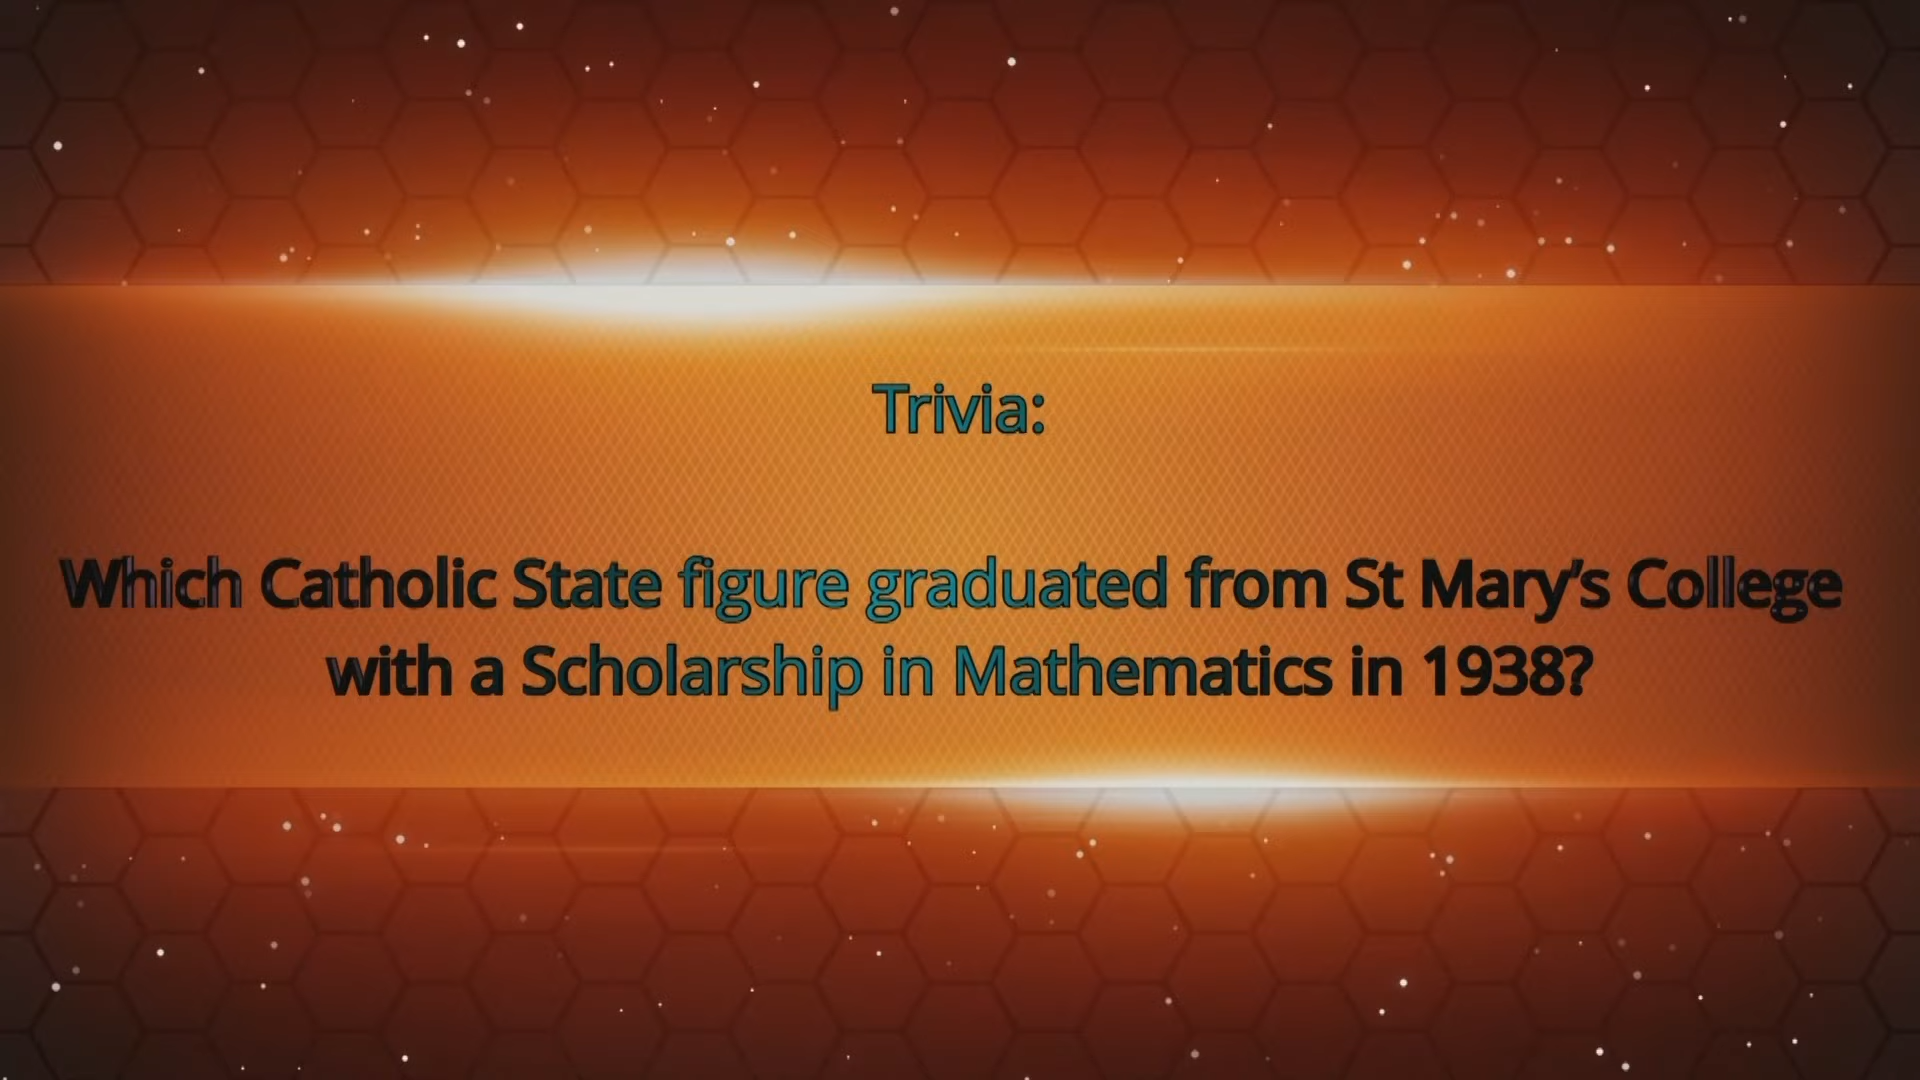 Trivia:
Which Catholic State figure graduated from St Mary's College
with a Scholarship in Mathematics in 1938?